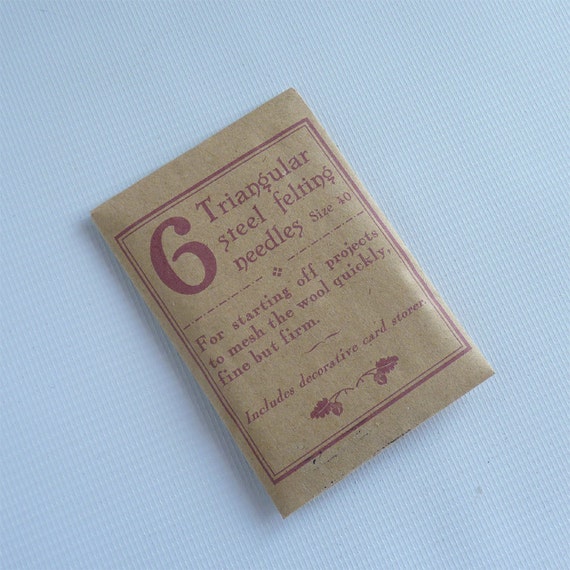 6 Triangular
steel felting
needles Size 40
For starting off projects
to mesh the wool quickly,
fine but firm.
Includes decorative card storer